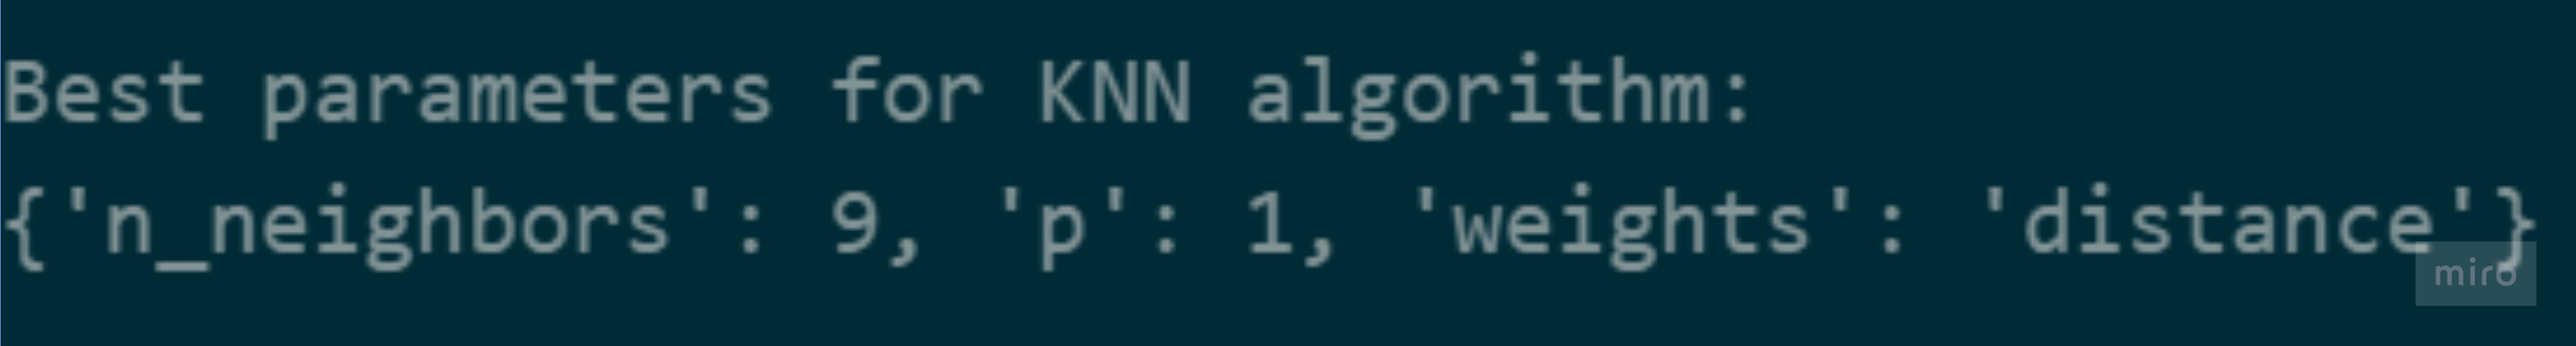 Best parameters for KNN algorithm:
{'n_neighbors': 9, 'p': 1, 'weights': 'distance'}
miro